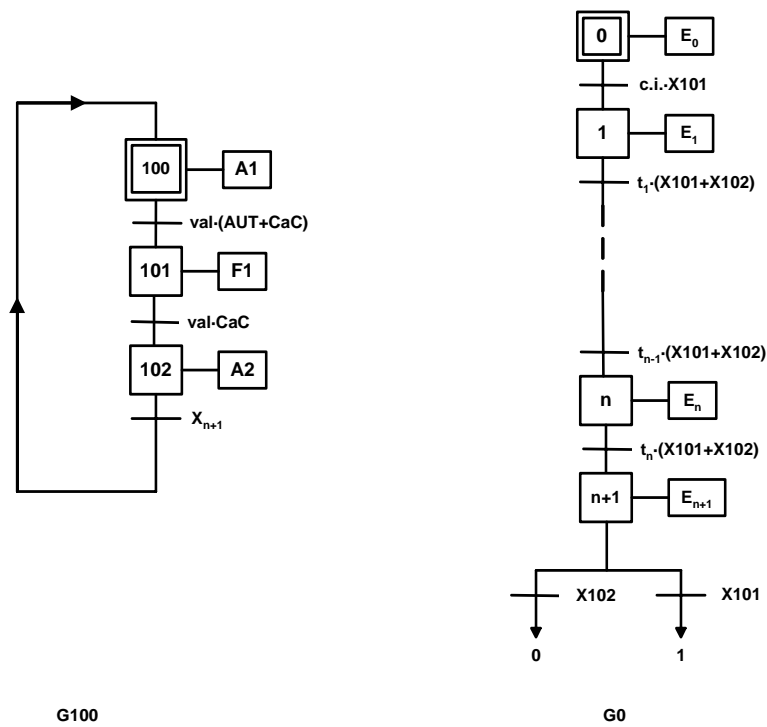 100
A1
val·(AUT+CaC)
101
F1
val·CaC
102
A2
Xn+1
G100
0
E0
c.i.·X101
1
E1
t1·(X101+X102)
tn-1·(X101+X102)
n
En
tn·(X101+X102)
n+1
En+1
X102
X101
0
1
G0